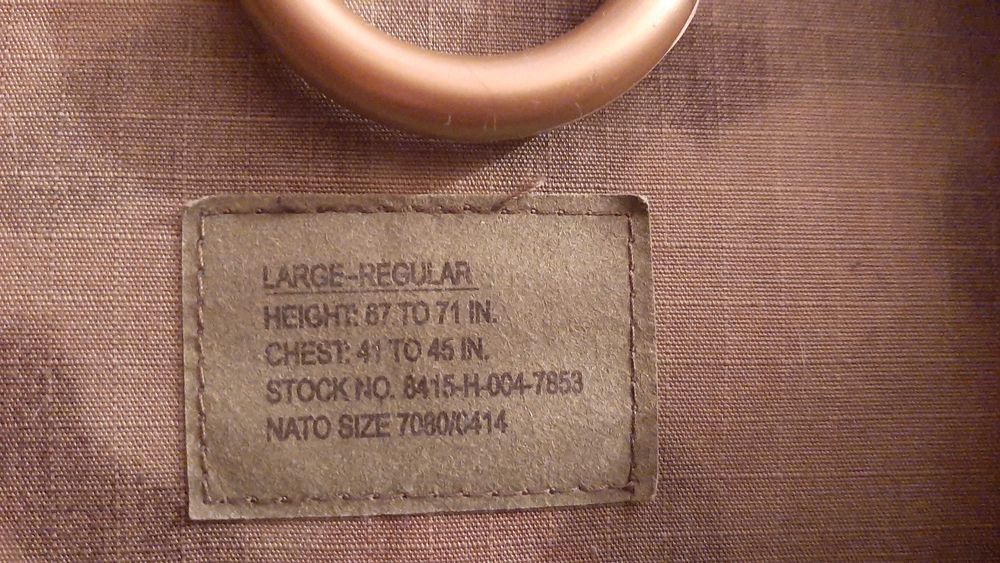 LARGE-REGULAR
HEIGHT: 67 TO 71 IN.
CHEST: 41 TO 45 IN.
STOCK NO. 8415-H-004-7853
NATO SIZE 7080/0414